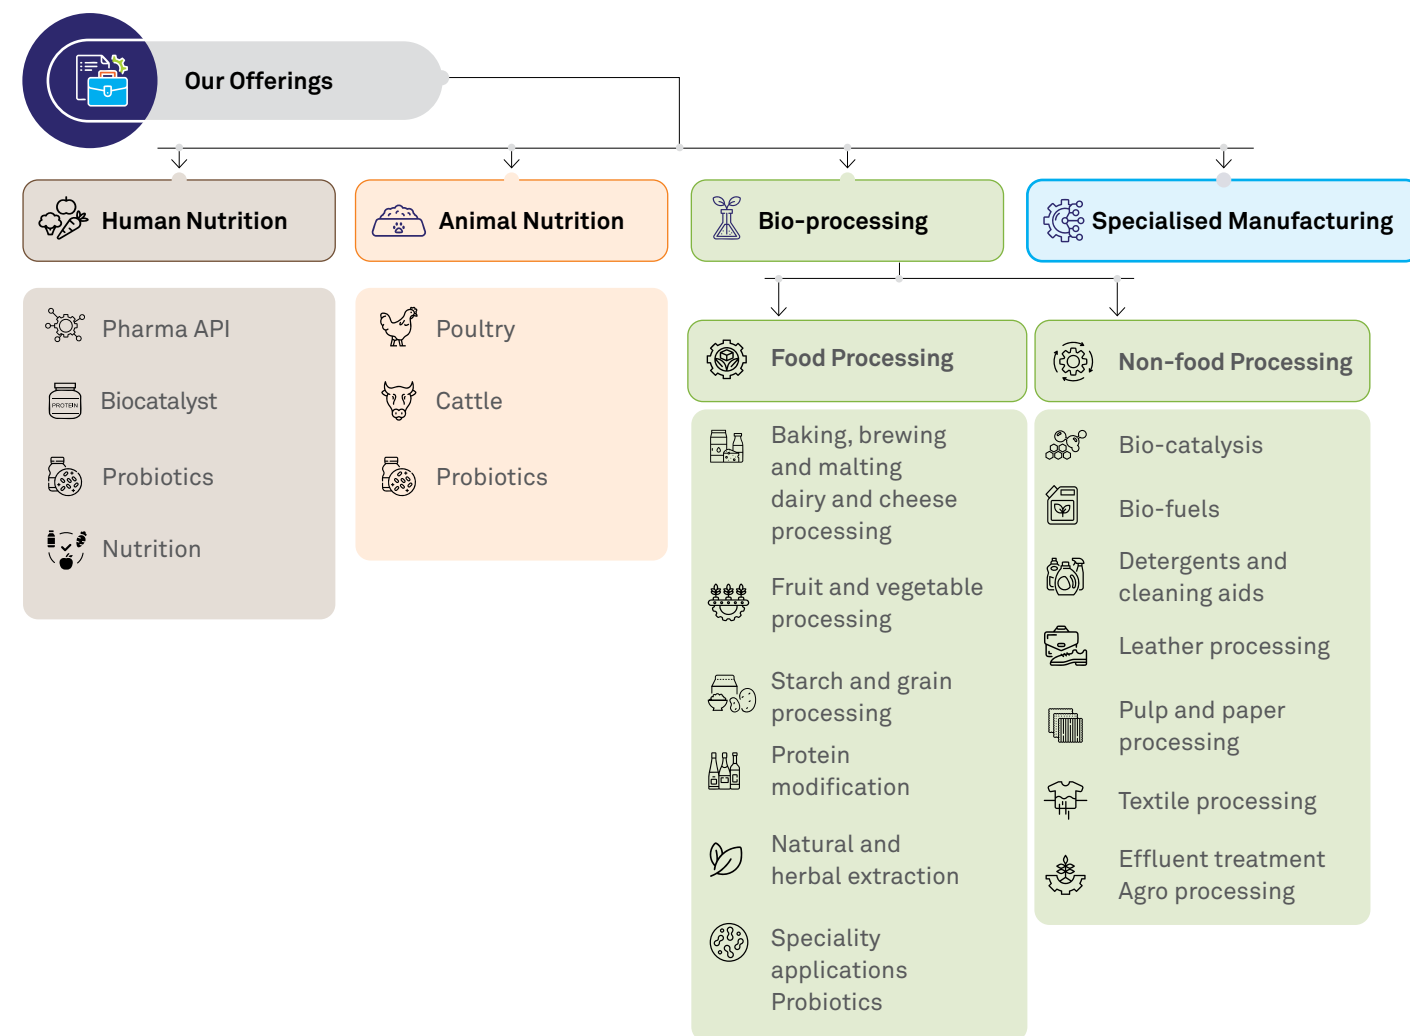 Our Offerings
Human Nutrition
Pharma API
PROTEIN
Biocatalyst
Probiotics
Nutrition
Animal Nutrition
Poultry
Cattle
Probiotics
Bio-processing
Food Processing
Baking, brewing
and malting
dairy and cheese
processing
Fruit and vegetable
processing
Starch and grain
processing
Protein
modification
Natural and
herbal extraction
Speciality
applications
Probiotics
Non-food Processing
Bio-catalysis
Bio-fuels
Detergents and
cleaning aids
Leather processing
Pulp and paper
processing
Textile processing
Effluent treatment
Agro processing
Specialised Manufacturing